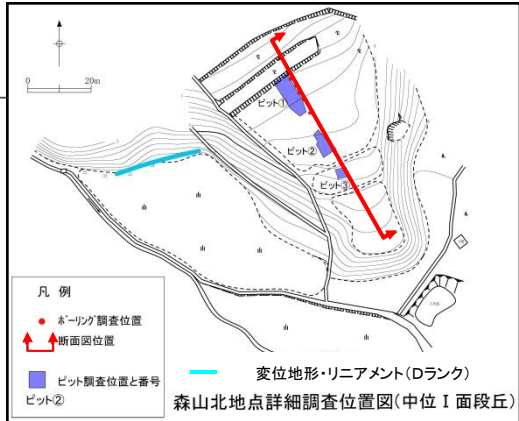 0 20m
ピット①
ピット②
ピット③
凡 例
ボーリング調査位置
断面図位置
ピット調査位置と番号
ピット②
変位地形・リニアメント(Dランク)
森山北地点詳細調査位置図(中位Ⅰ面段丘)